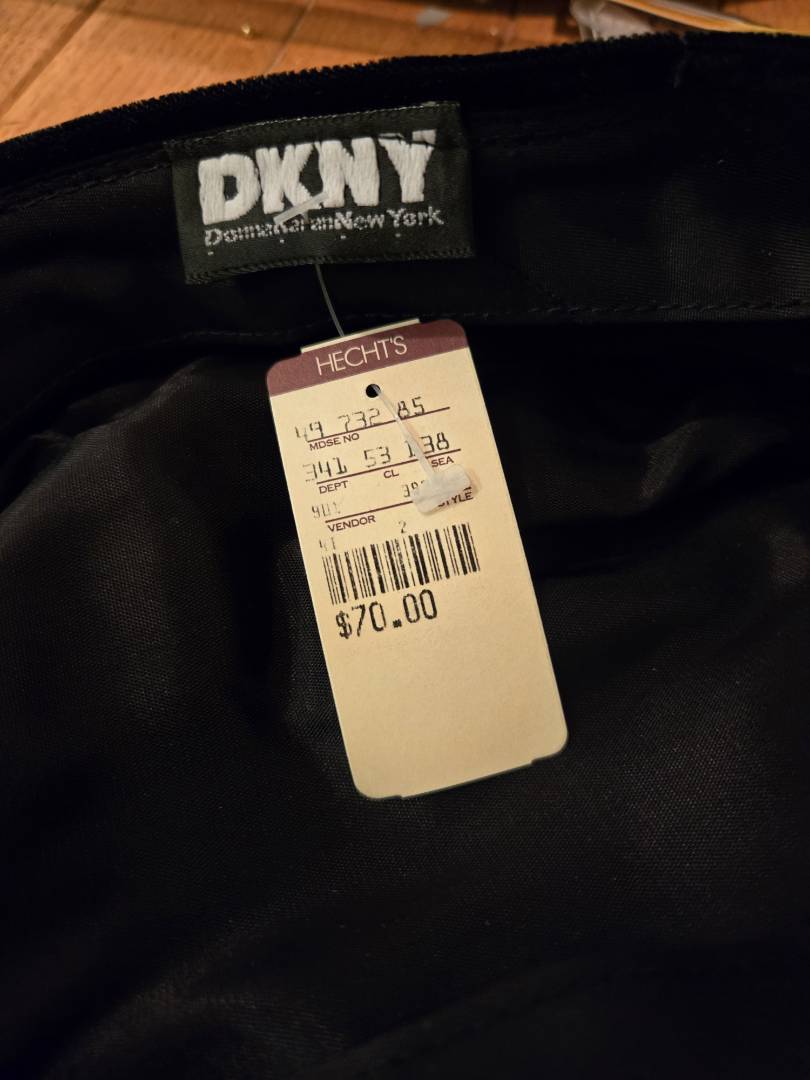 DKNY
DonnaKaranNew York
HECHT'S
49 732 85
MDSE NO
341 53 138
DEPT CL SEA
VENDOR STYLE
2
$70.00